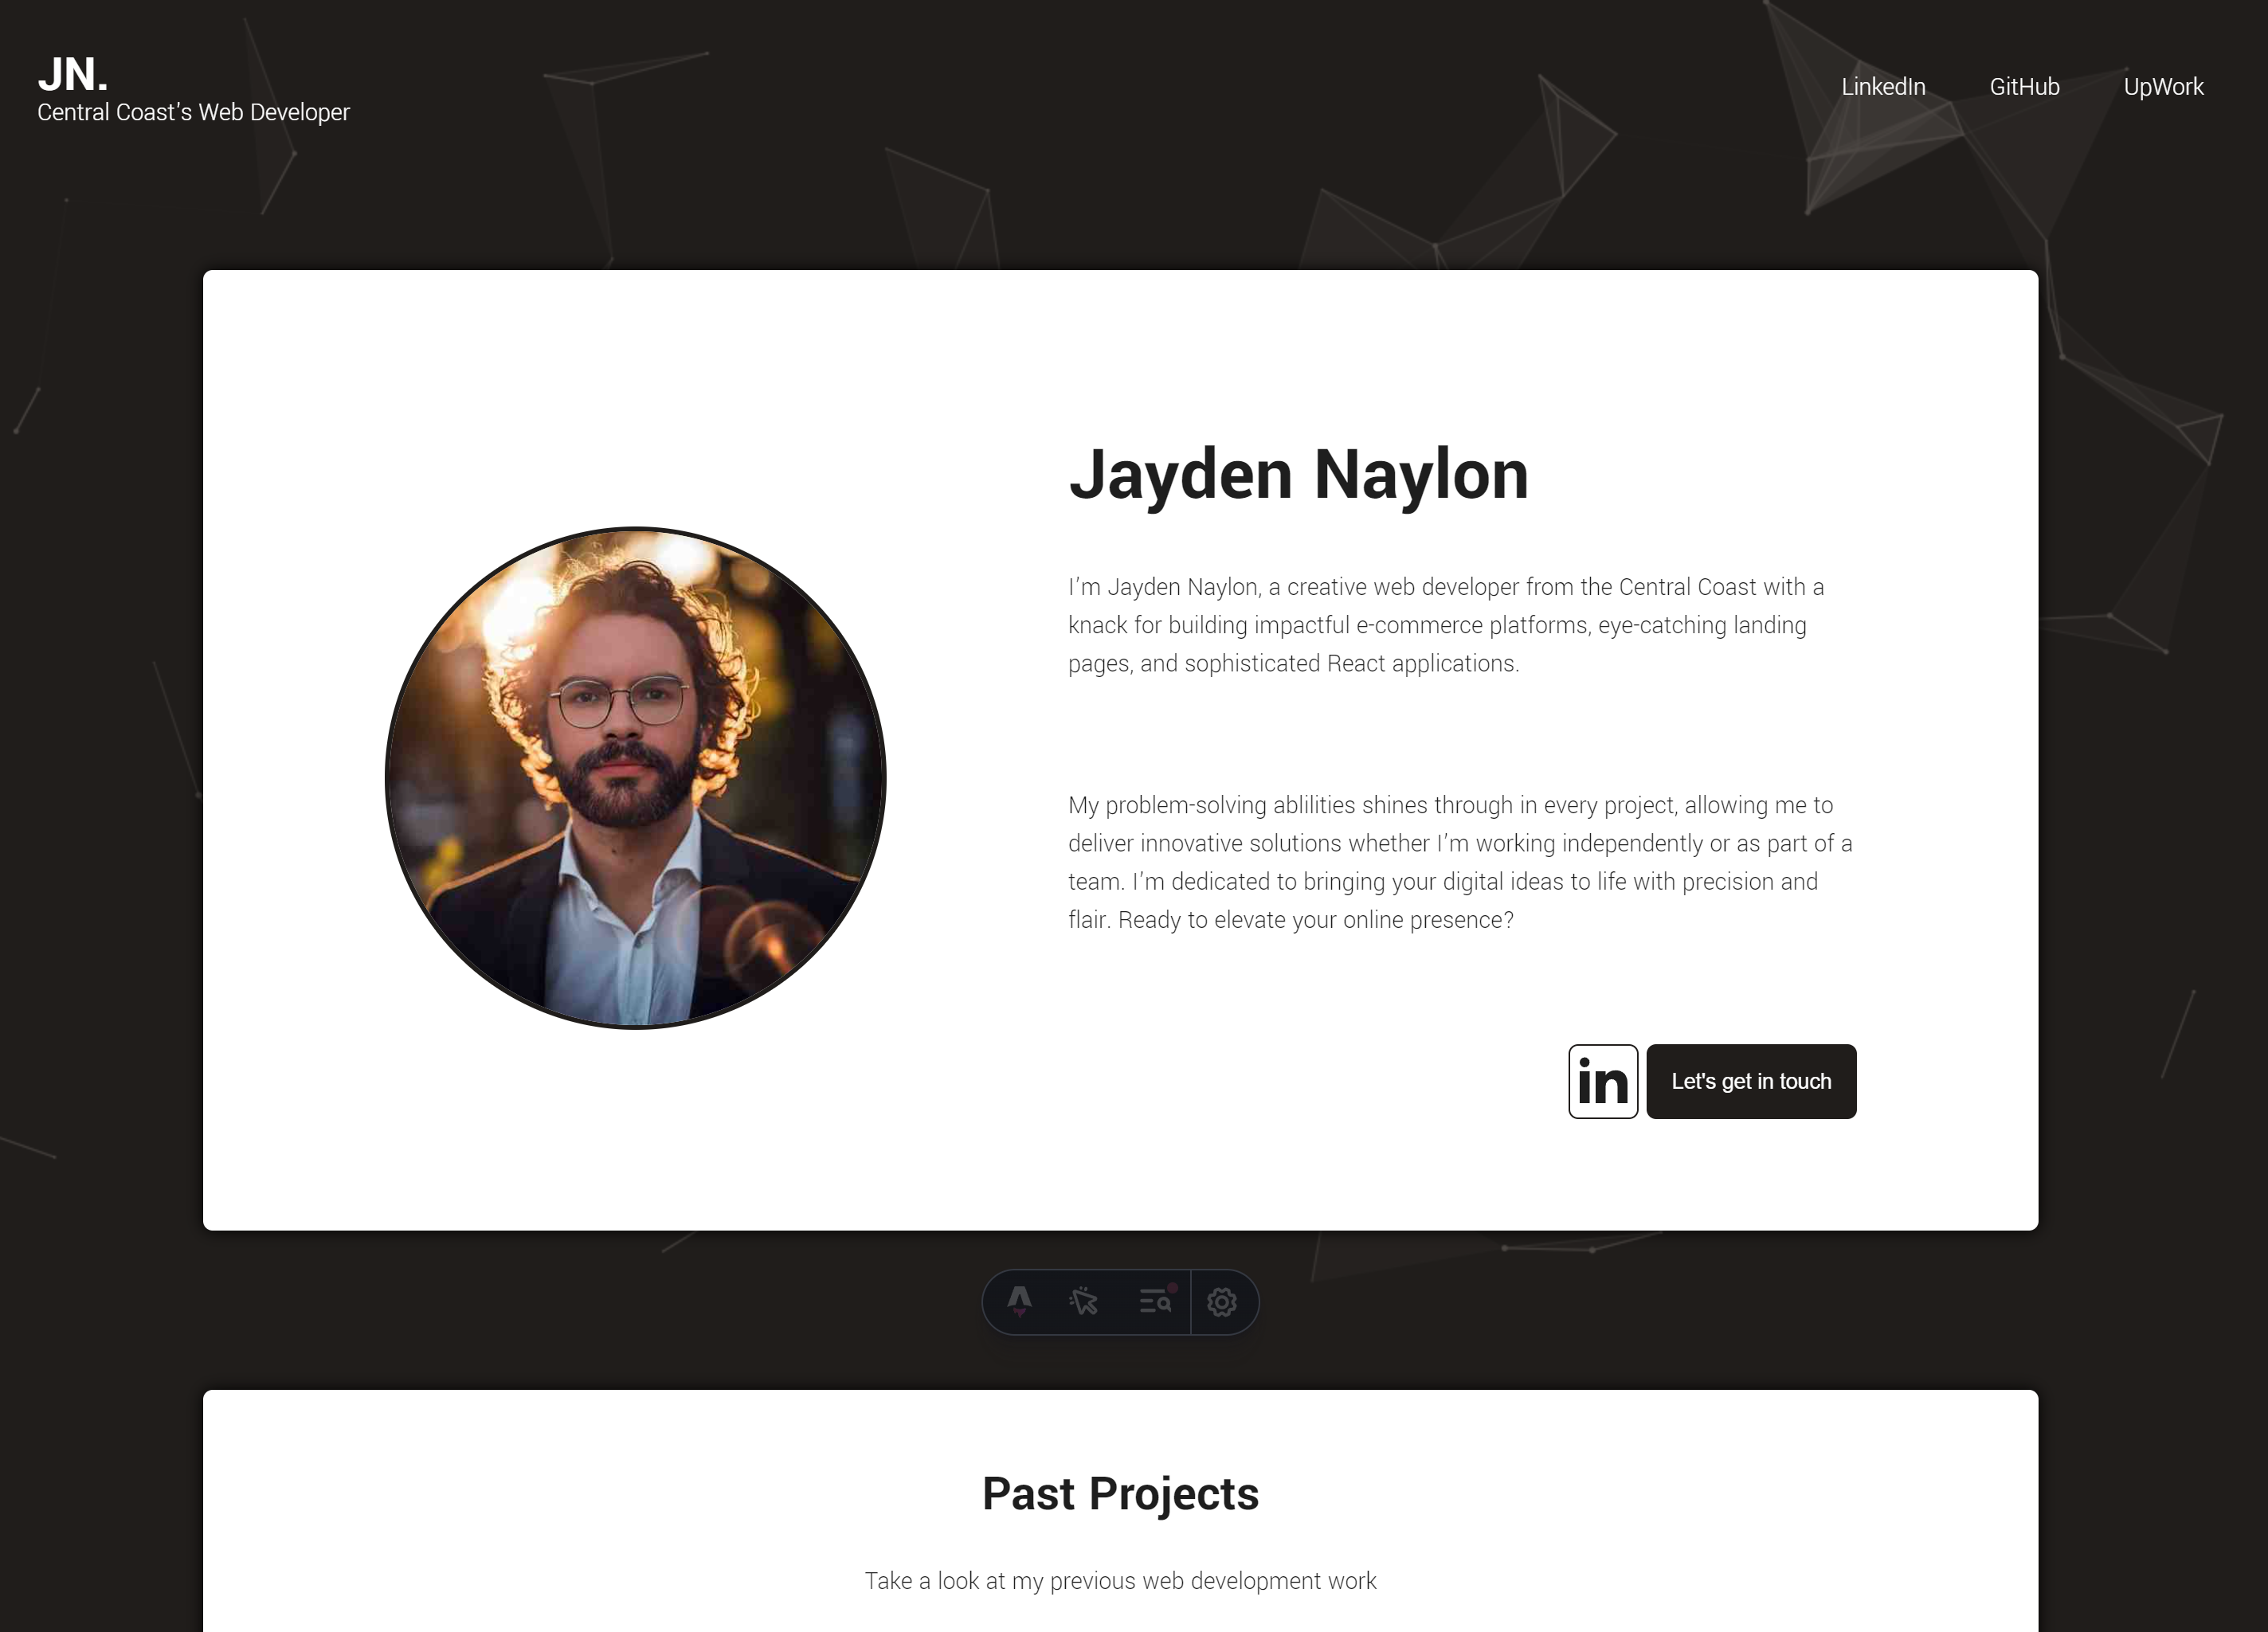 JN.
Central Coast's Web Developer
LinkedIn
GitHub
UpWork
Jayden Naylon
I'm Jayden Naylon, a creative web developer from the Central Coast with a
knack for building impactful e-commerce platforms, eye-catching landing
pages, and sophisticated React applications.
My problem-solving ablilities shines through in every project, allowing me to
deliver innovative solutions whether I'm working independently or as part of a
team. I'm dedicated to bringing your digital ideas to life with precision and
flair. Ready to elevate your online presence?
in
Let's get in touch
Past Projects
Take a look at my previous web development work